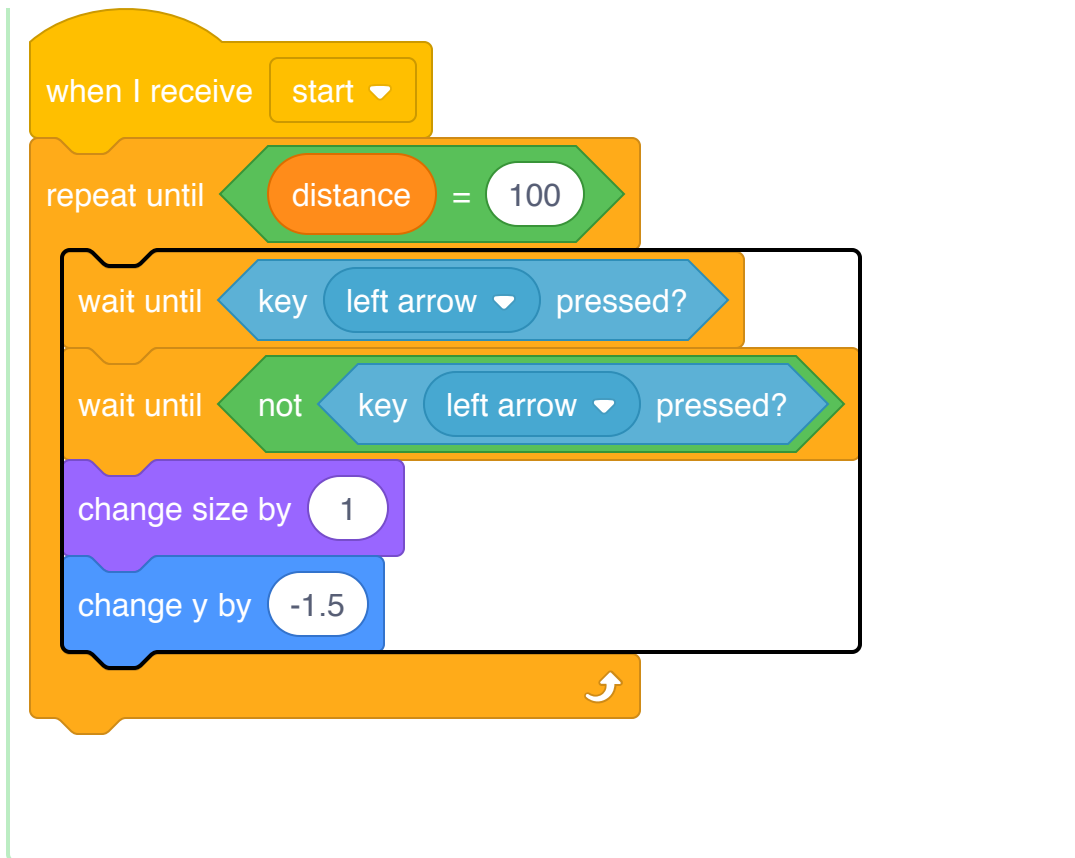 when I receive start
repeat until distance = 100
wait until key left arrow pressed?
wait until not key left arrow pressed?
change size by 1
change y by -1.5